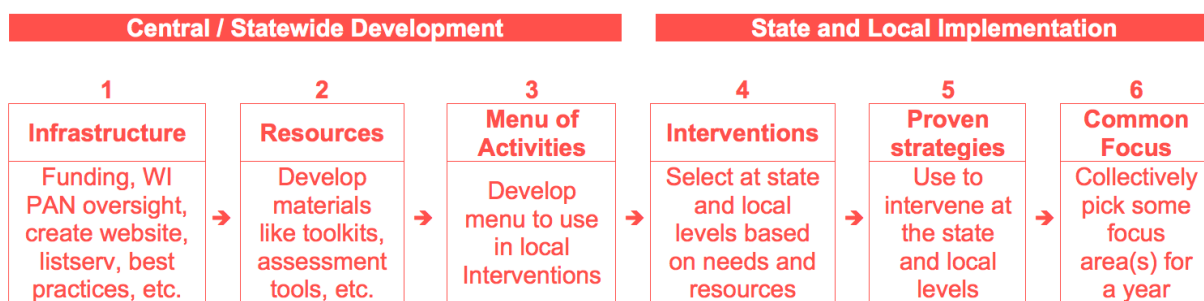 Central / Statewide Development
State and Local Implementation
1
Infrastructure
Funding, WI
PAN oversight,
create website,
listserv, best
practices, etc.
➔
2
Resources
Develop
materials
like toolkits,
assessment
tools, etc.
➔
3
Menu of
Activities
Develop
menu to use
in local
Interventions
➔
4
Interventions
Select at state
and local
levels based
on needs and
resources
➔
5
Proven
strategies
Use to
intervene at
the state
and local
levels
➔
6
Common
Focus
Collectively
pick some
focus
area(s) for
a year